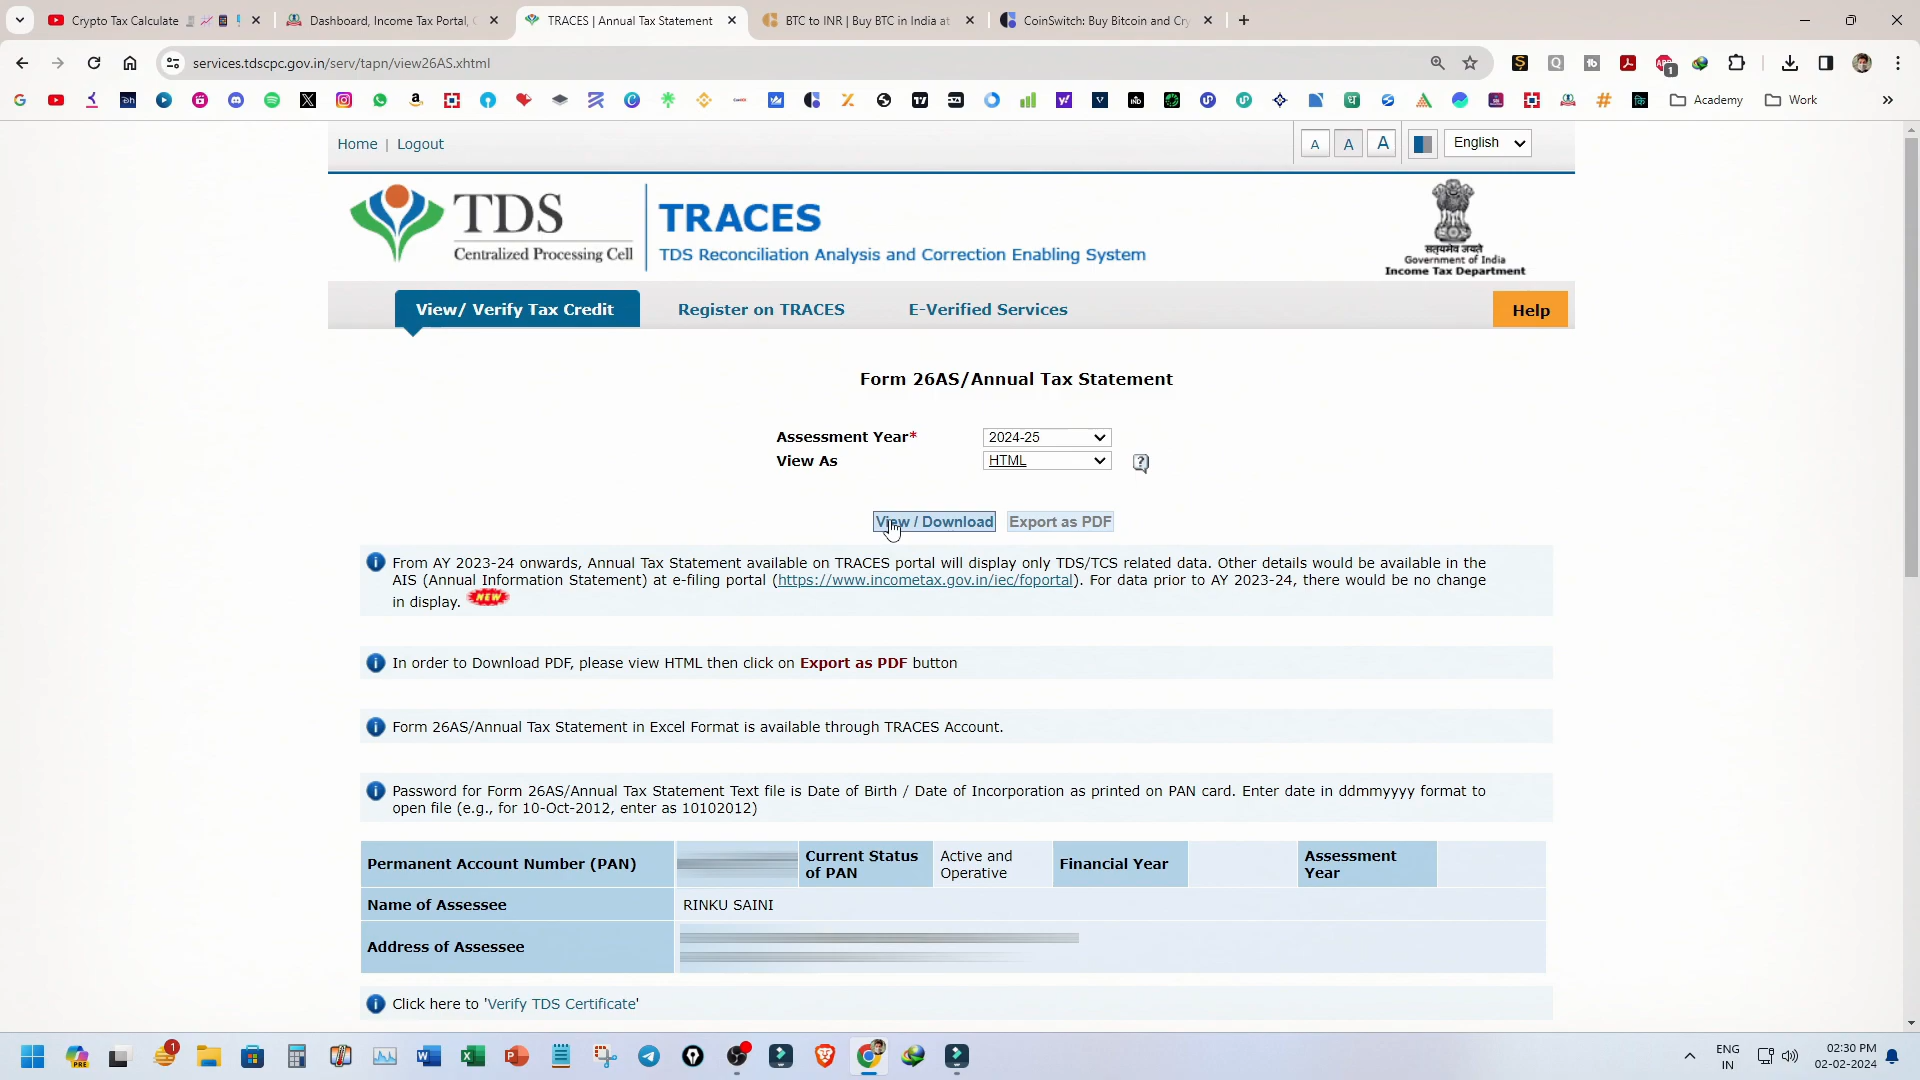 Crypto Tax Calculate
Dashboard, Income Tax Portal, G
TRACES | Annual Tax Statement
BTC to INR | Buy BTC in India at
CoinSwitch: Buy Bitcoin and Cry
services.tdscpc.gov.in/serv/tapn/view26AS.xhtml
Academy
Work
Home | Logout
A A A
English
TDS
Centralized Processing Cell
TRACES
TDS Reconciliation Analysis and Correction Enabling System
सत्यमेव जयते
Government of India
Income Tax Department
View/ Verify Tax Credit
Register on TRACES
E-Verified Services
Help
Form 26AS/Annual Tax Statement
Assessment Year* 2024-25
View As HTML
View / Download Export as PDF
From AY 2023-24 onwards, Annual Tax Statement available on TRACES portal will display only TDS/TCS related data. Other details would be available in the
AIS (Annual Information Statement) at e-filing portal (https://www.incometax.gov.in/iec/foportal). For data prior to AY 2023-24, there would be no change
in display. NEW
In order to Download PDF, please view HTML then click on Export as PDF button
Form 26AS/Annual Tax Statement in Excel Format is available through TRACES Account.
Password for Form 26AS/Annual Tax Statement Text file is Date of Birth / Date of Incorporation as printed on PAN card. Enter date in ddmmyyyy format to
open file (e.g., for 10-Oct-2012, enter as 10102012)
Permanent Account Number (PAN)
Current Status
of PAN
Active and
Operative
Financial Year
Assessment
Year
Name of Assessee RINKU SAINI
Address of Assessee
Click here to 'Verify TDS Certificate'
ENG
IN
02:30 PM
02-02-2024